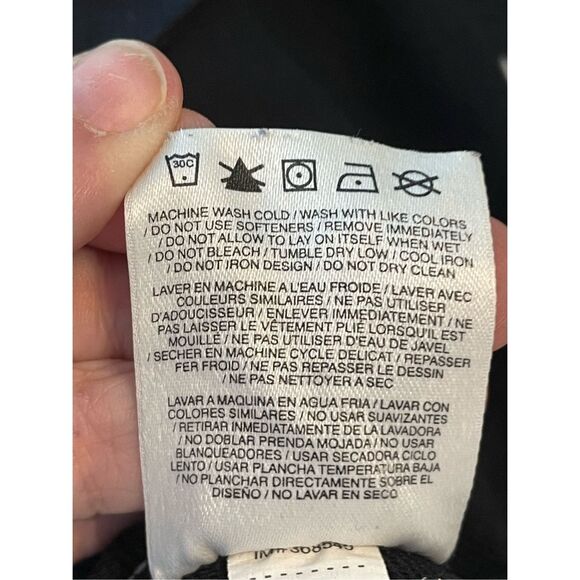 30C
MACHINE WASH COLD / WASH WITH LIKE COLORS
/ DO NOT USE SOFTENERS / REMOVE IMMEDIATELY
/ DO NOT ALLOW TO LAY ON ITSELF WHEN WET
/ DO NOT BLEACH / TUMBLE DRY LOW / COOL IRON
/ DO NOT IRON DESIGN / DO NOT DRY CLEAN
LAVER EN MACHINE A L'EAU FROIDE / LAVER AVEC
COULEURS SIMILAIRES / NE PAS UTILISER
D'ADOUCISSEUR / ENLEVER IMMEDIATEMENT / NE
PAS LAISSER LE VÊTEMENT PLIÉ LORSQU'IL EST
MOUILLÉ / NE PAS UTILISER D'EAU DE JAVEL
/ SECHER EN MACHINE CYCLE DELICAT / REPASSER
FER FROID / NE PAS REPASSER LE DESSIN
/ NE PAS NETTOYER A SEC
LAVAR A MAQUINA EN AGUA FRIA / LAVAR CON
COLORES SIMILARES / NO USAR SUAVIZANTES
/ RETIRAR INMEDIATAMENTE DE LA LAVADORA
/ NO DOBLAR PRENDA MOJADA / NO USAR
BLANQUEADORES / USAR SECADORA CICLO
LENTO / USAR PLANCHA TEMPERATURA BAJA
/ NO PLANCHAR DIRECTAMENTE SOBRE EL
DISEÑO / NO LAVAR EN SECO